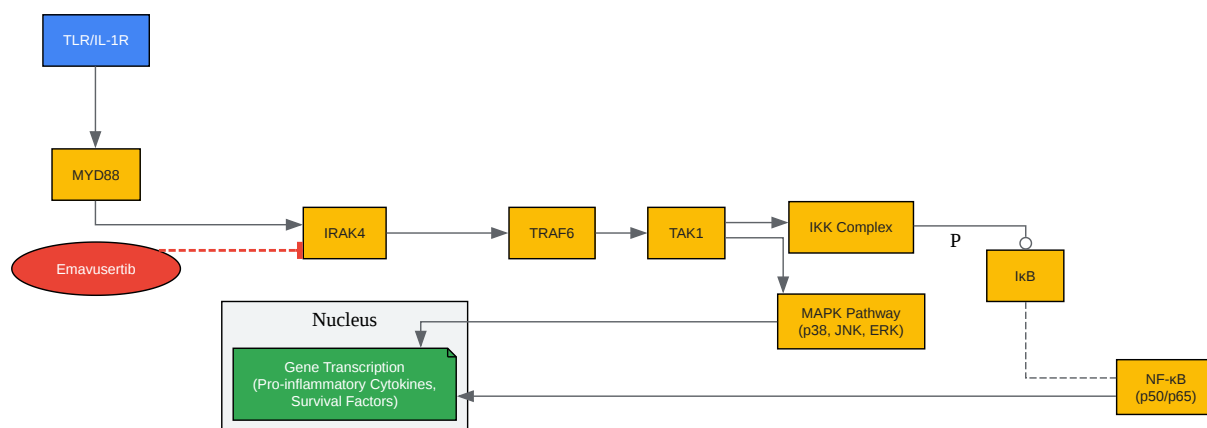 TLR/IL-1R
MYD88
Emavusertib
IRAK4
TRAF6
TAK1
IKK Complex
P
IκB
MAPK Pathway
(p38, JNK, ERK)
Nucleus
Gene Transcription
(Pro-inflammatory Cytokines,
Survival Factors)
NF-κB
(p50/p65)